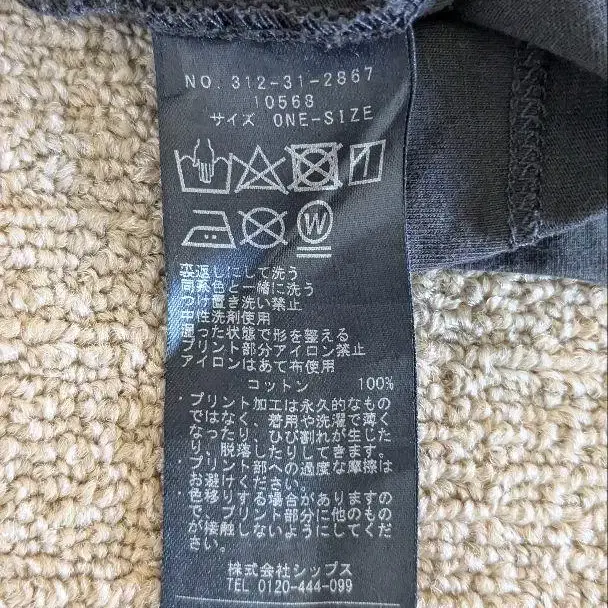 NO. 312-31-2867
10568
サイズ ONE-SIZE
W
裏返しにして洗う
同系色と一緒に洗う
つけ置き洗い禁止
中性洗剤使用
湿った状態で形を整える
プリント部分アイロン禁止
アイロンはあて布使用
コットン 100%
・プリント加工は永久的なもの
ではなく、着用や洗濯で薄く
なったり、ひび割れが生じた
り、脱落したりしてきます。
・プリント部への過度な摩擦は
お避けください。
・色移りする場合がありますの
で、プリント部分に他のもの
が接触しないようにしてくだ
さい。
株式会社シップス
TEL 0120-444-099